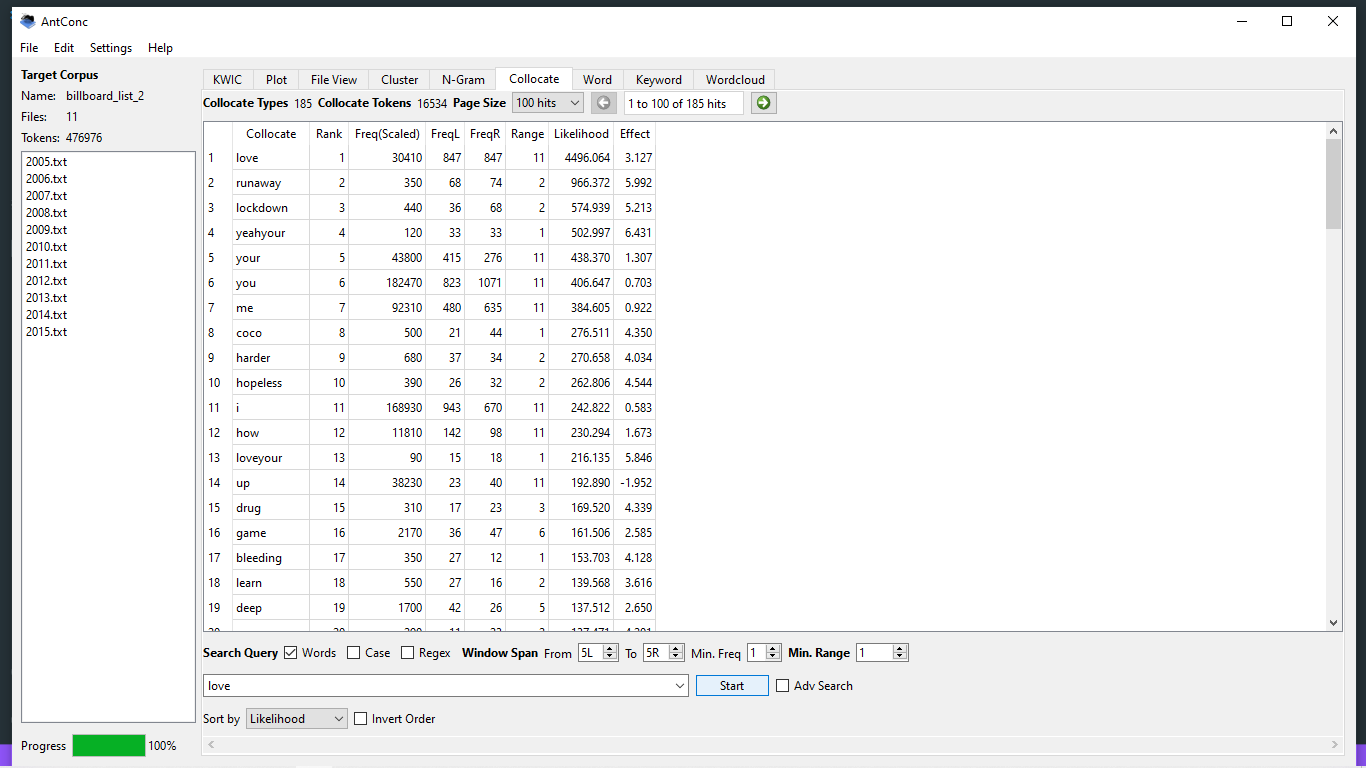 AntConc
File Edit Settings Help
Target Corpus
Name: billboard_list_2
Files: 11
Tokens: 476976
2005.txt
2006.txt
2007.txt
2008.txt
2009.txt
2010.txt
2011.txt
2012.txt
2013.txt
2014.txt
2015.txt
Progress 100%
KWIC Plot File View Cluster N-Gram Collocate Word Keyword Wordcloud
Collocate Types 185 Collocate Tokens 16534 Page Size 100 hits 1 to 100 of 185 hits
Collocate Rank Freq(Scaled) FreqL FreqR Range Likelihood Effect
1 love 1 30410 847 847 11 4496.064 3.127
2 runaway 2 350 68 74 2 966.372 5.992
3 lockdown 3 440 36 68 2 574.939 5.213
4 yeahyour 4 120 33 33 1 502.997 6.431
5 your 5 43800 415 276 11 438.370 1.307
6 you 6 182470 823 1071 11 406.647 0.703
7 me 7 92310 480 635 11 384.605 0.922
8 coco 8 500 21 44 1 276.511 4.350
9 harder 9 680 37 34 2 270.658 4.034
10 hopeless 10 390 26 32 2 262.806 4.544
11 i 11 168930 943 670 11 242.822 0.583
12 how 12 11810 142 98 11 230.294 1.673
13 loveyour 13 90 15 18 1 216.135 5.846
14 up 14 38230 23 40 11 192.890 -1.952
15 drug 15 310 17 23 3 169.520 4.339
16 game 16 2170 36 47 6 161.506 2.585
17 bleeding 17 350 27 12 1 153.703 4.128
18 learn 18 550 27 16 2 139.568 3.616
19 deep 19 1700 42 26 5 137.512 2.650
Search Query Words Case Regex Window Span From 5L To 5R Min. Freq 1 Min. Range 1
love Start Adv Search
Sort by Likelihood Invert Order